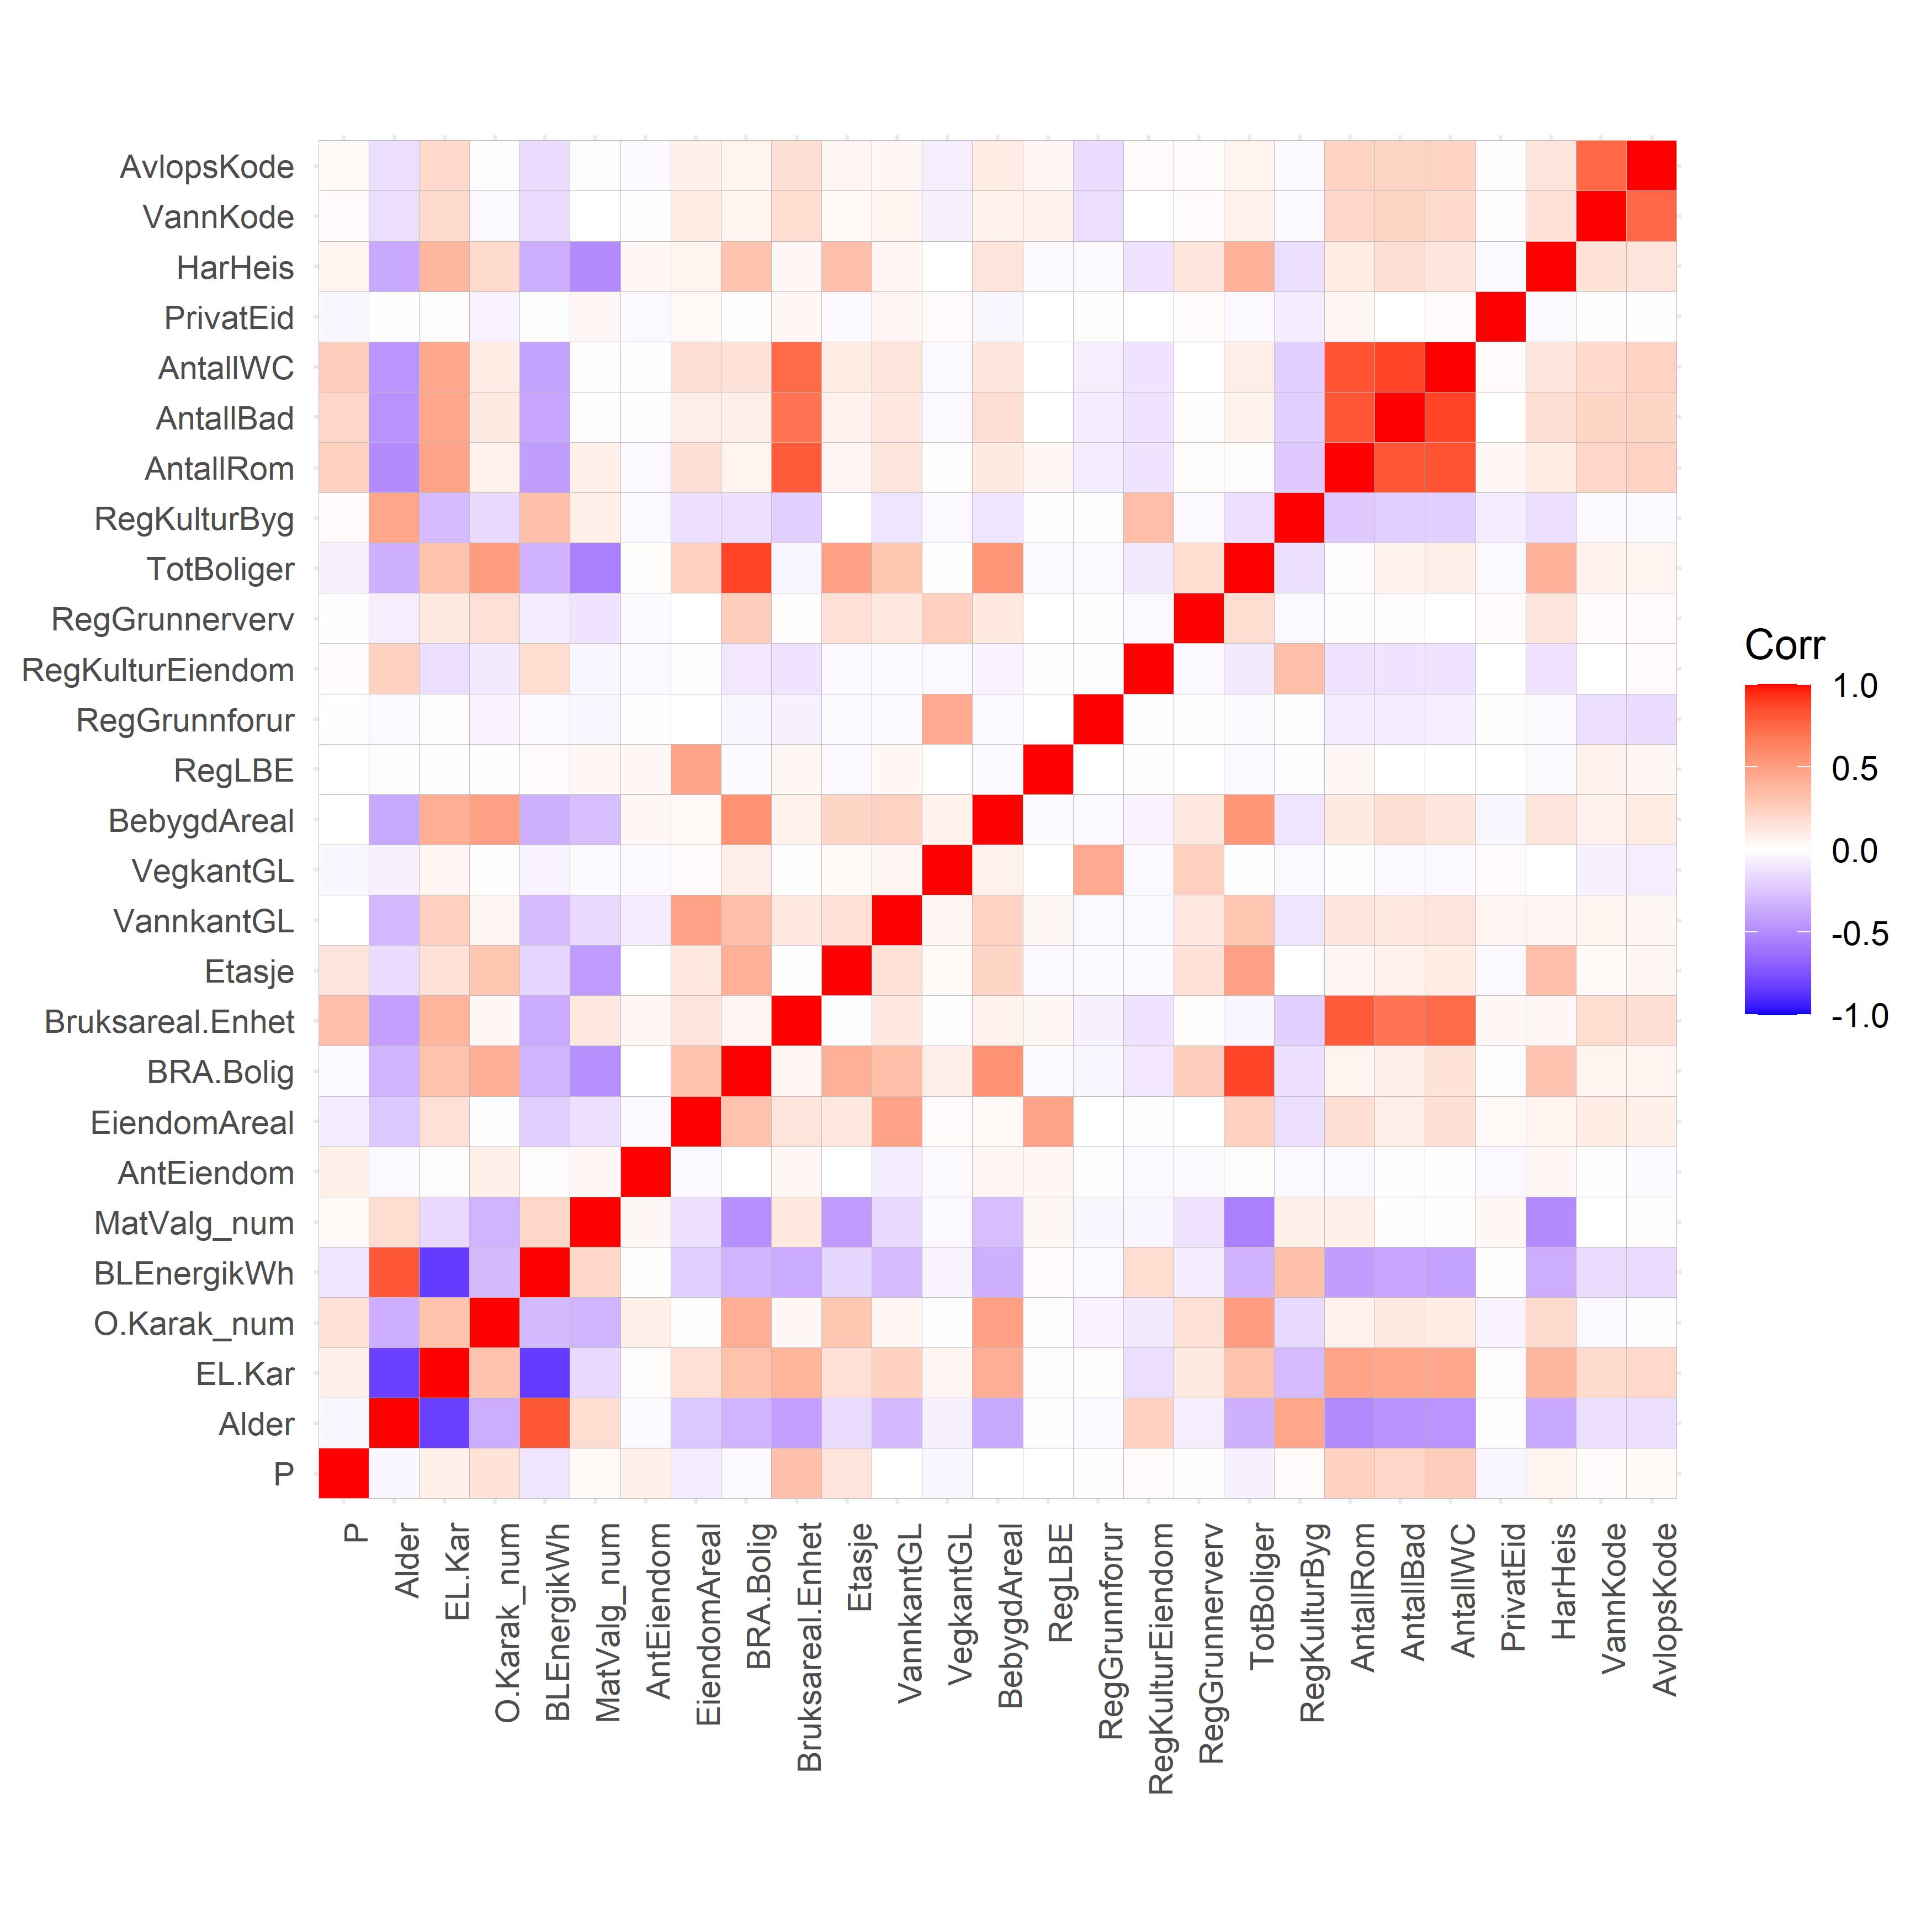 AvlopsKode
VannKode
HarHeis
PrivatEid
AntallWC
AntallBad
AntallRom
RegKulturByg
TotBoliger
RegGrunnerverv
RegKulturEiendom
RegGrunnforur
RegLBE
BebygdAreal
VegkantGL
VannkantGL
Etasje
Bruksareal.Enhet
BRA.Bolig
EiendomAreal
AntEiendom
MatValg_num
BLEnergikWh
O.Karak_num
EL.Kar
Alder
P
P
Alder
EL.Kar
O.Karak_num
BLEnergikWh
MatValg_num
AntEiendom
EiendomAreal
BRA.Bolig
Bruksareal.Enhet
Etasje
VannkantGL
VegkantGL
BebygdAreal
RegLBE
RegGrunnforur
RegKulturEiendom
RegGrunnerverv
TotBoliger
RegKulturByg
AntallRom
AntallBad
AntallWC
PrivatEid
HarHeis
VannKode
AvlopsKode
Corr
1.0
0.5
0.0
-0.5
-1.0